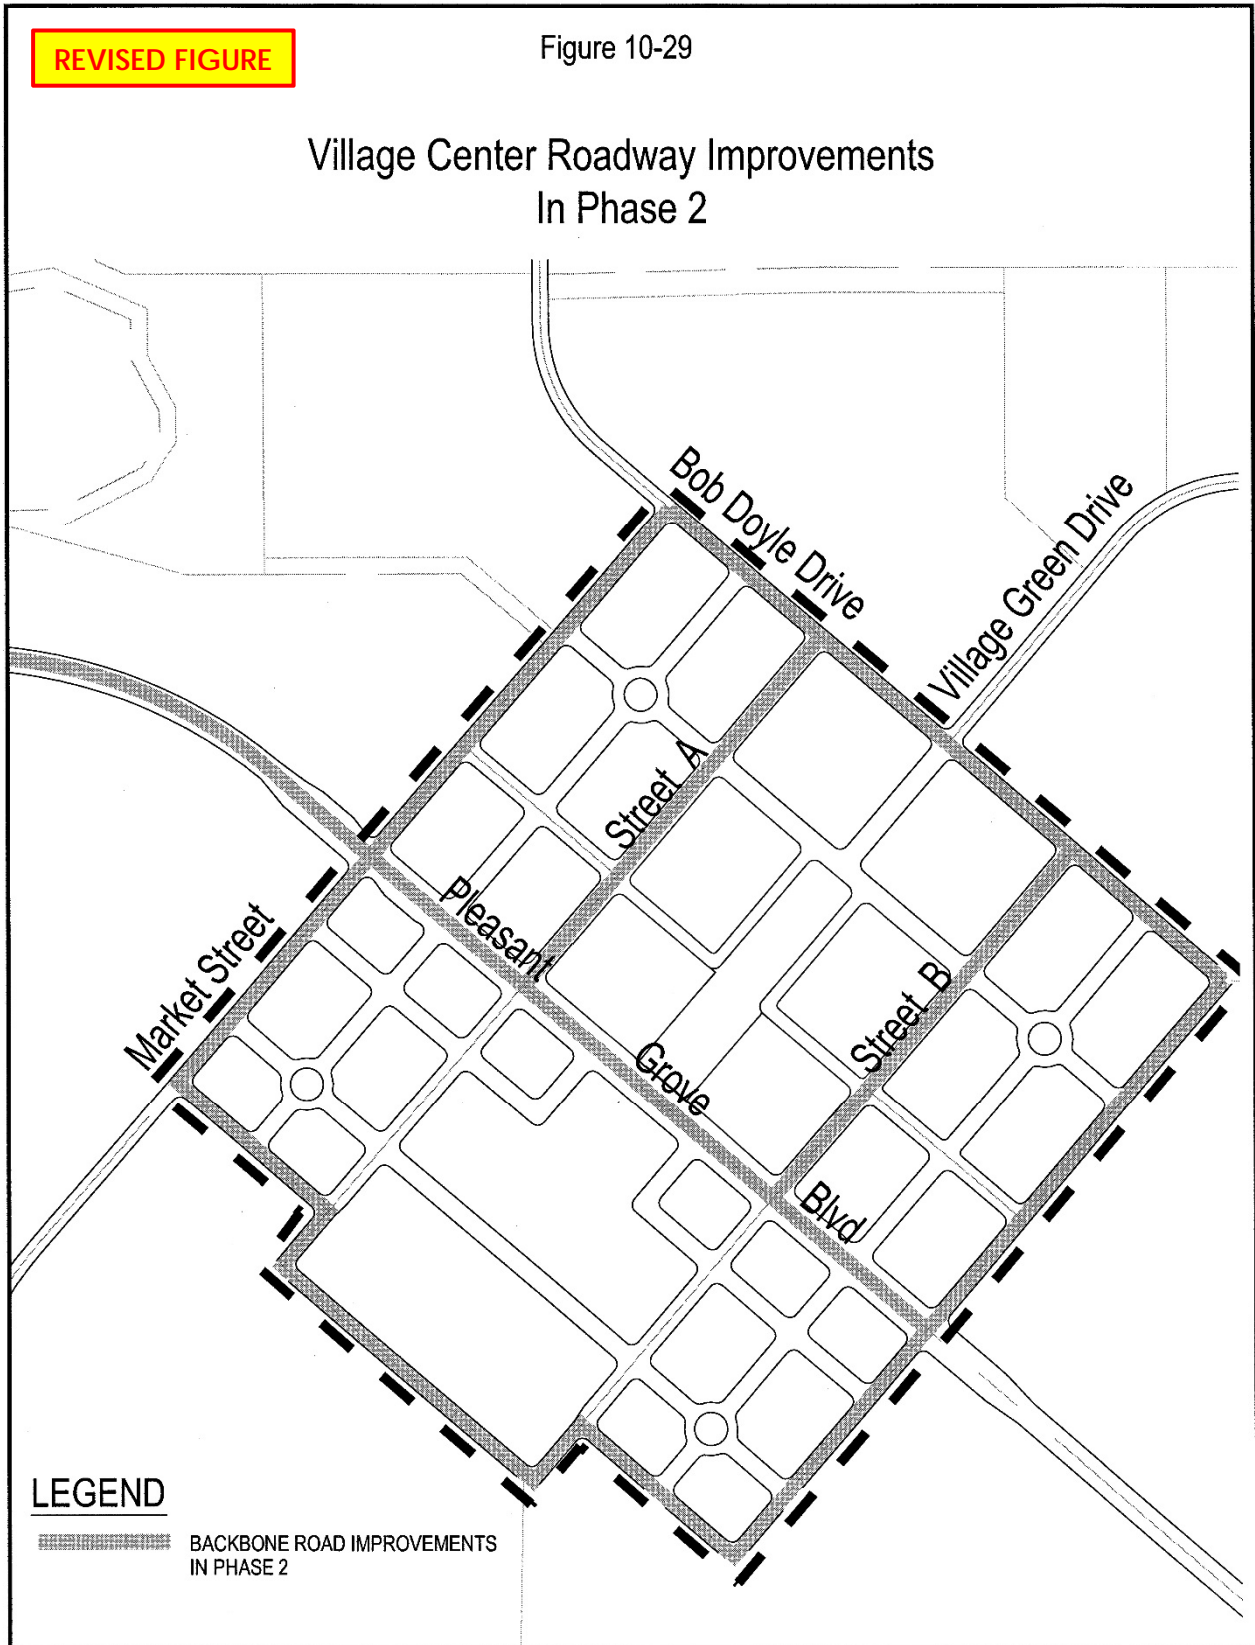 REVISED FIGURE
Figure 10-29
Village Center Roadway Improvements
In Phase 2
Bob Doyle Drive
Village Green Drive
Street A
Pleasant
Market Street
Street B
Grove
Blvd
LEGEND
BACKBONE ROAD IMPROVEMENTS
IN PHASE 2